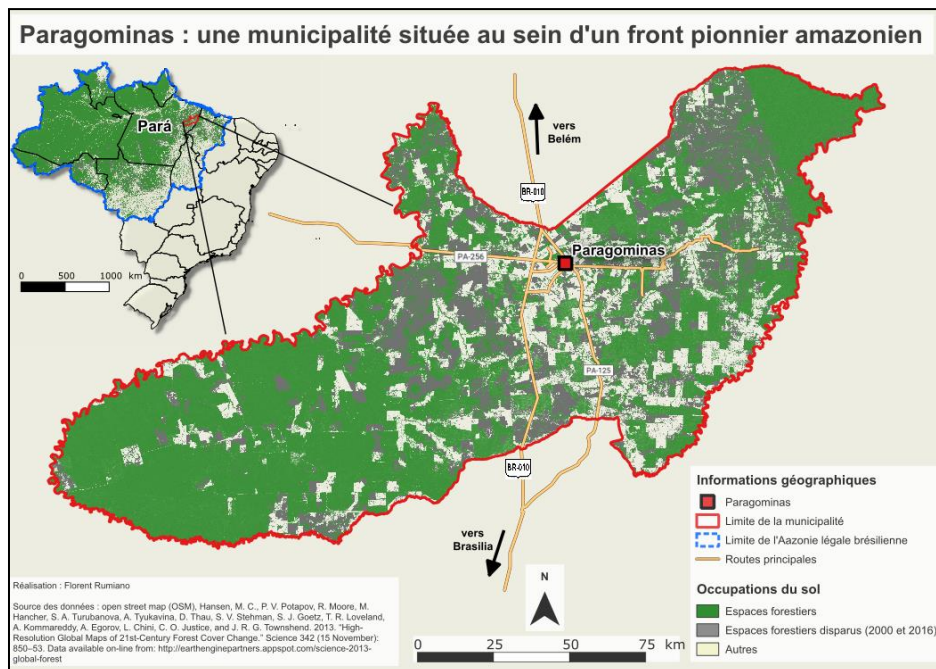 Paragominas : une municipalité située au sein d'un front pionnier amazonien
Pará
0 500 1000 km
vers
Belém
BR-010
PA-256
Paragominas
PA-125
BR-010
vers
Brasilia
N
0 25 50 75
km
Informations géographiques
Paragominas
Limite de la municipalité
Limite de l'Aazonie légale brésilienne
Routes principales
Occupations du sol
Espaces forestiers
Espaces forestiers disparus (2000 et 2016)
Autres
Réalisation : Florent Rumiano
Source des données : open street map (OSM), Hansen, M. C., P. V. Potapov, R. Moore, M.
Hancher, S. A. Turubanova, A. Tyukavina, D. Thau, S. V. Stehman, S. J. Goetz, T. R. Loveland,
A. Kommareddy, A. Egorov, L. Chini, C. O. Justice, and J. R. G. Townshend. 2013. "High-
Resolution Global Maps of 21st-Century Forest Cover Change." Science 342 (15 November):
850–53. Data available on-line from: http://earthenginepartners.appspot.com/science-2013-
global-forest